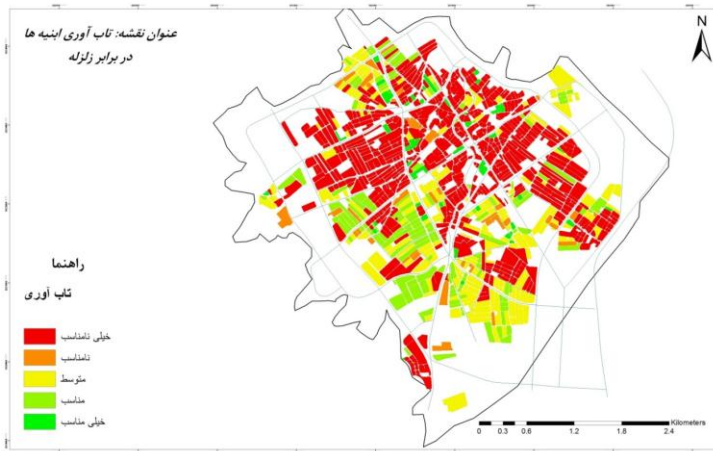 عنوان نقشه: تاب آوری ابنیه ها
در برابر زلزله
N
راهنما
تاب آوری
خیلی نامناسب
نامناسب
متوسط
مناسب
خیلی مناسب
Kilometers
0 0.3 0.6 1.2 1.8 2.4